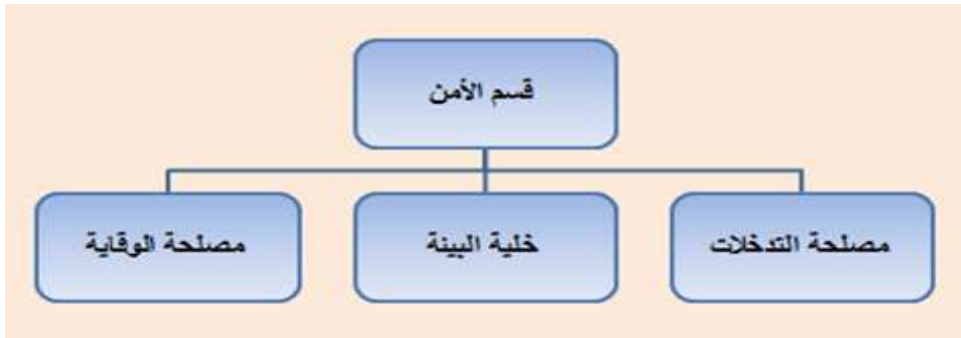 قسم الأمن
مصلحة التدخلات
خلية البيئة
مصلحة الوقاية